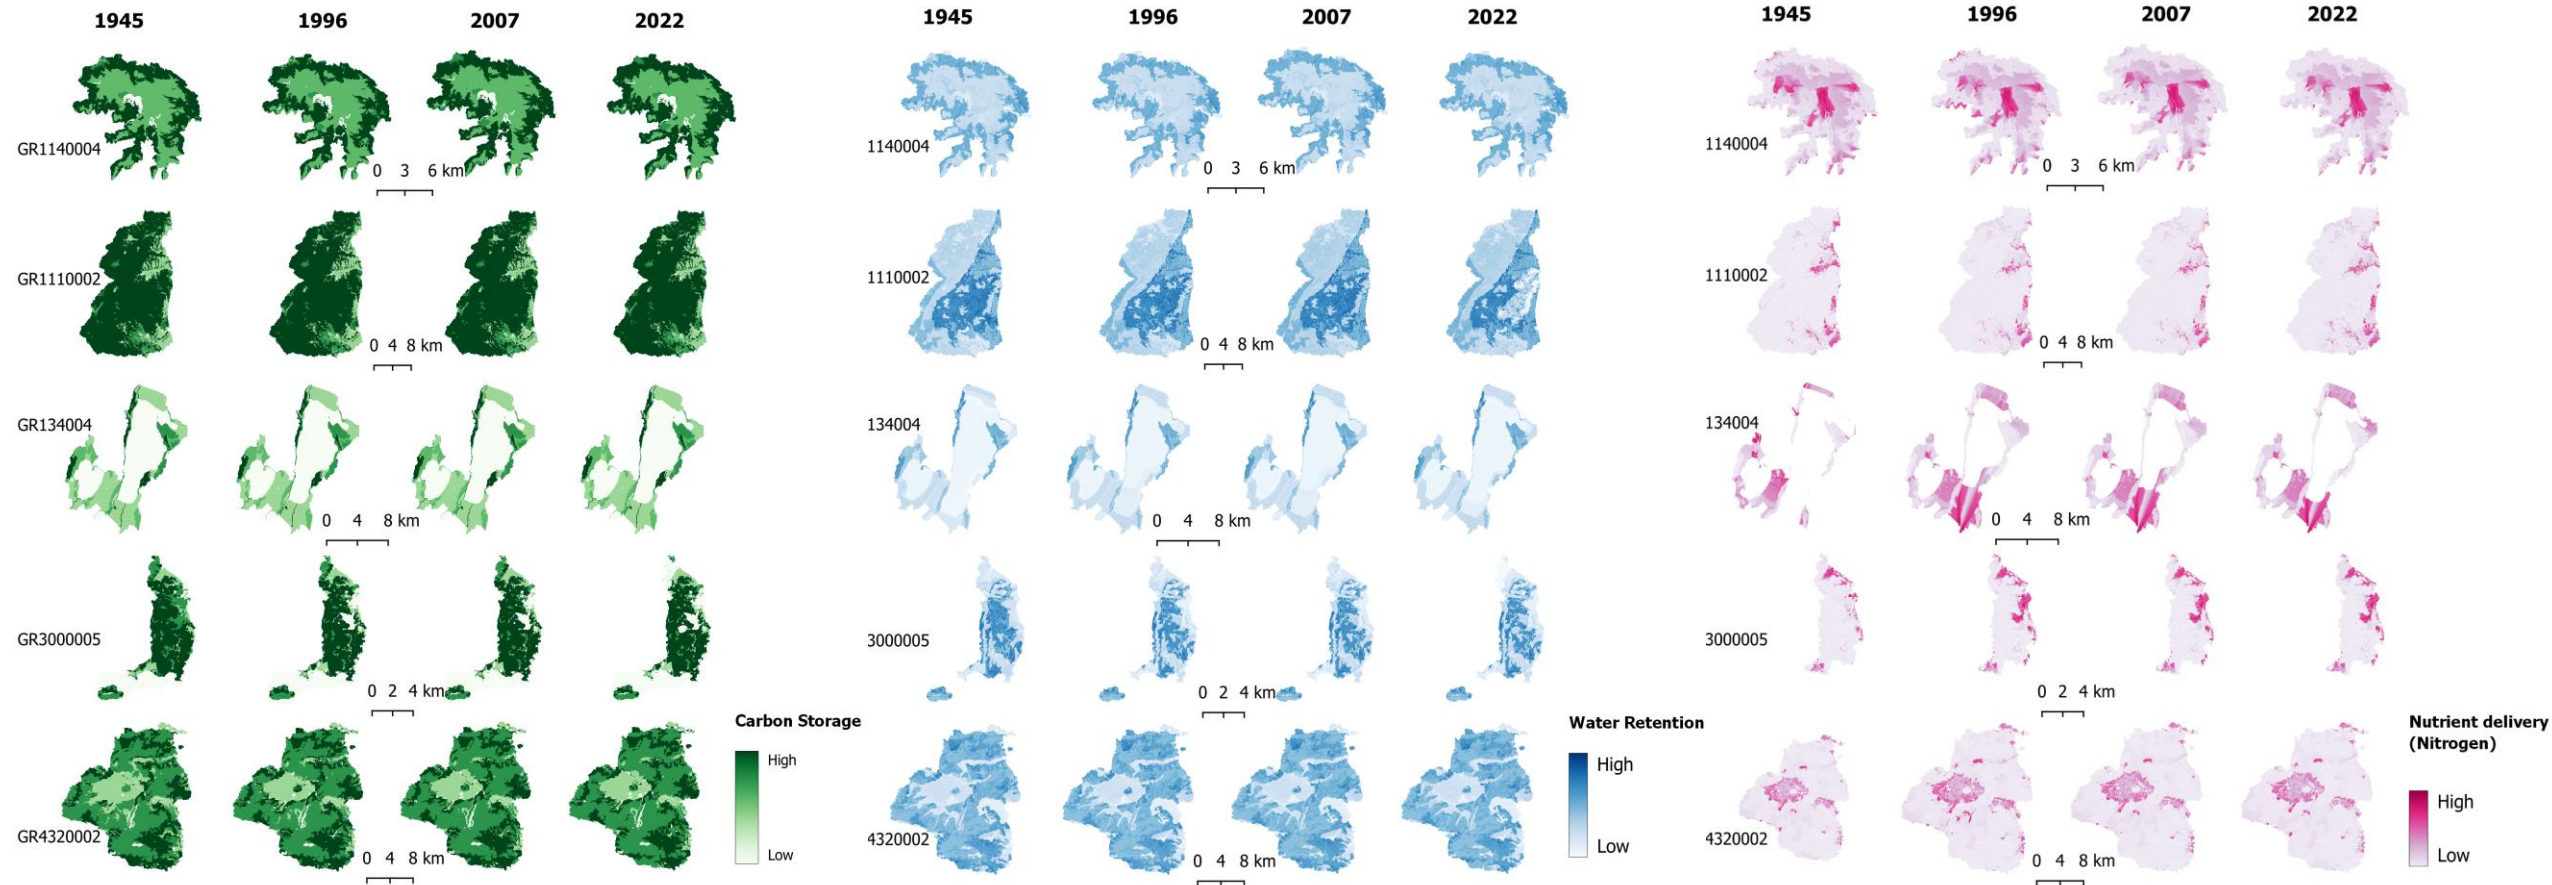 1945 1996 2007 2022
GR1140004
0 3 6 km
GR1110002
0 4 8 km
GR134004
0 4 8 km
GR3000005
0 2 4 km
GR4320002
0 4 8 km
Carbon Storage
High
Low
1945 1996 2007 2022
1140004
0 3 6 km
1110002
0 4 8 km
134004
0 4 8 km
3000005
0 2 4 km
4320002
0 4 8 km
Water Retention
High
Low
1945 1996 2007 2022
1140004
0 3 6 km
1110002
0 4 8 km
134004
0 4 8 km
3000005
0 2 4 km
4320002
0 4 8 km
Nutrient delivery
(Nitrogen)
High
Low